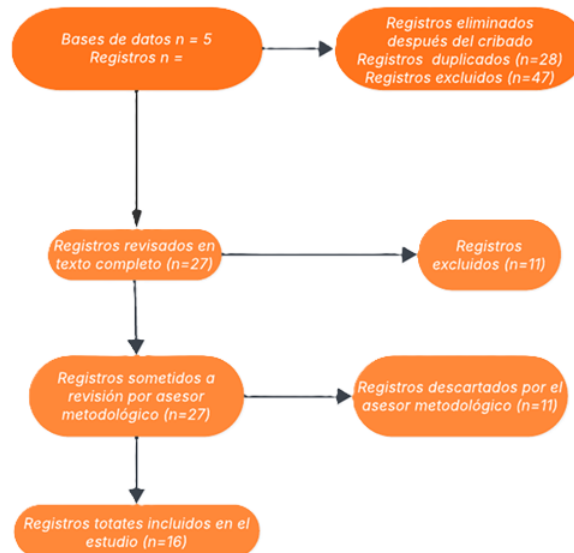 Bases de datos n = 5
Registros n =
Registros eliminados
después del cribado
Registros duplicados (n=28)
Registros excluidos (n=47)
Registros revisados en
texto completo (n=27)
Registros
excluidos (n=11)
Registros sometidos a
revisión por asesor
metodológico (n=27)
Registros descartados por el
asesor metodológico (n=11)
Registros totates incluidos en el
estudio (n=16)